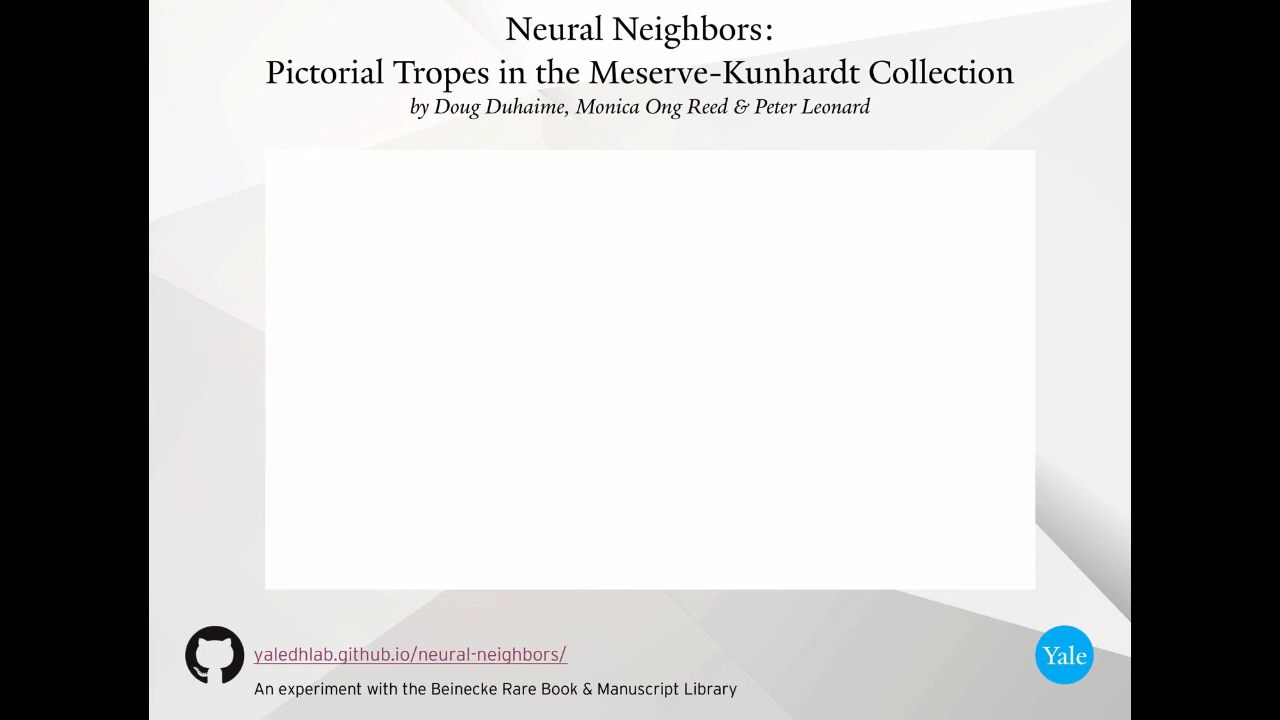 Neural Neighbors:
Pictorial Tropes in the Meserve-Kunhardt Collection
by Doug Duhaime, Monica Ong Reed & Peter Leonard
yaledhlab.github.io/neural-neighbors/
Yale
An experiment with the Beinecke Rare Book & Manuscript Library